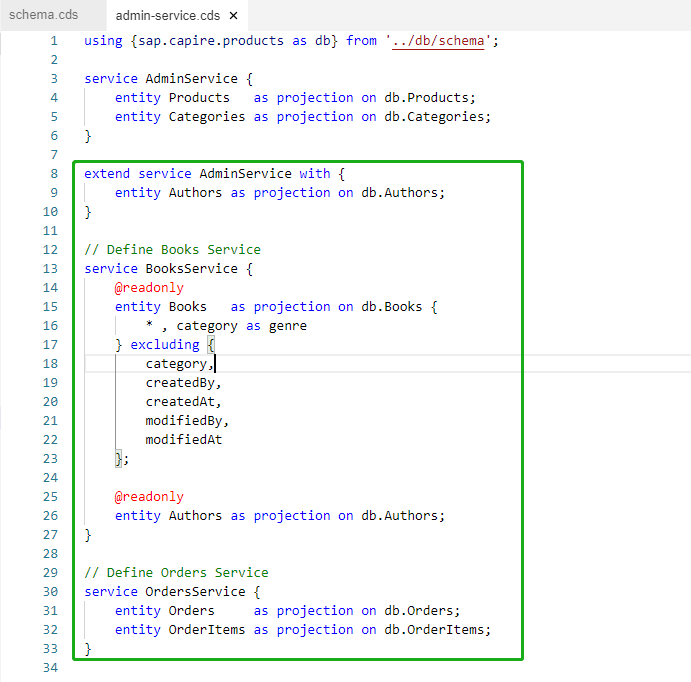 schema.cds admin-service.cds ×
1 using {sap.capire.products as db} from '../db/schema';
2
3 service AdminService {
4     entity Products   as projection on db.Products;
5     entity Categories as projection on db.Categories;
6 }
7
8 extend service AdminService with {
9     entity Authors as projection on db.Authors;
10 }
11
12 // Define Books Service
13 service BooksService {
14     @readonly
15     entity Books   as projection on db.Books {
16         * , category as genre
17     } excluding {
18         category,
19         createdBy,
20         createdAt,
21         modifiedBy,
22         modifiedAt
23     };
24
25     @readonly
26     entity Authors as projection on db.Authors;
27 }
28
29 // Define Orders Service
30 service OrdersService {
31     entity Orders     as projection on db.Orders;
32     entity OrderItems as projection on db.OrderItems;
33 }
34